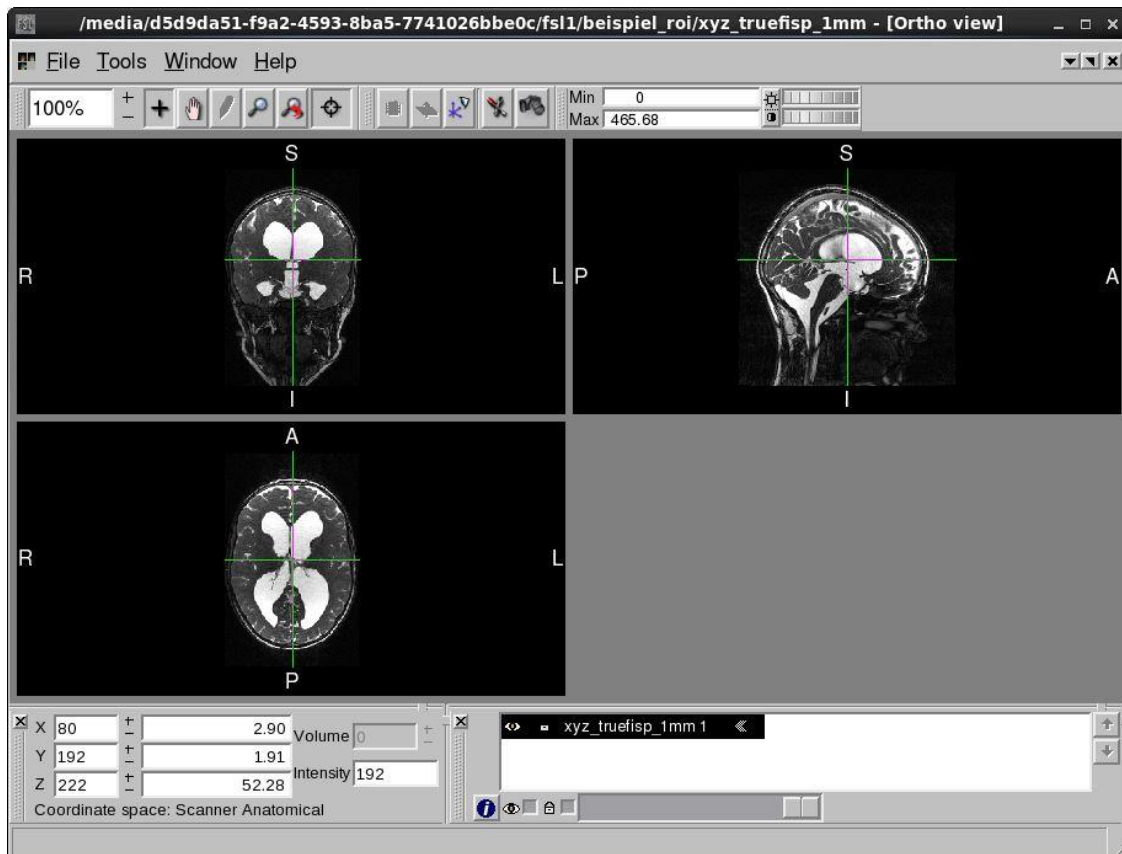 /media/d5d9da51-f9a2-4593-8ba5-7741026bbe0c/fsl1/beispiel_roi/xyz_truefisp_1mm - [Ortho view]
File Tools Window Help
100%
Min 0
Max 465.68
S
R
L
I
S
P
A
I
A
R
L
P
X 80 2.90
Y 192 1.91
Z 222 52.28
Volume 0
Intensity 192
Coordinate space: Scanner Anatomical
xyz_truefisp_1mm 1